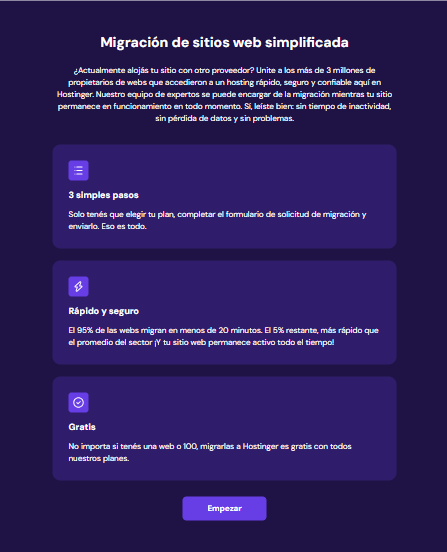 Migración de sitios web simplificada
¿Actualmente alojás tu sitio con otro proveedor? Unite a los más de 3 millones de
propietarios de webs que accedieron a un hosting rápido, seguro y confiable aquí en
Hostinger. Nuestro equipo de expertos se puede encargar de la migración mientras tu sitio
permanece en funcionamiento en todo momento. Sí, leíste bien: sin tiempo de inactividad,
sin pérdida de datos y sin problemas.
3 simples pasos
Solo tenés que elegir tu plan, completar el formulario de solicitud de migración y
enviarlo. Eso es todo.
Rápido y seguro
El 95% de las webs migran en menos de 20 minutos. El 5% restante, más rápido que
el promedio del sector ¡Y tu sitio web permanece activo todo el tiempo!
Gratis
No importa si tenés una web o 100, migrarlas a Hostinger es gratis con todos
nuestros planes.
Empezar